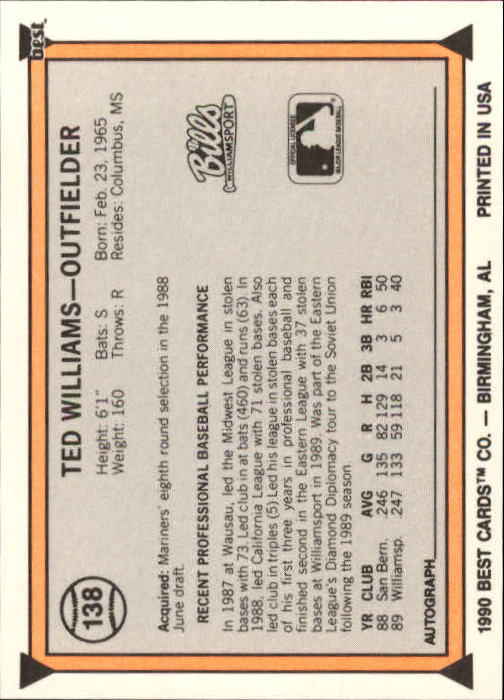 best
138
TED WILLIAMS—OUTFIELDER
Height: 6'1" Bats: S Born: Feb. 23, 1965
Weight: 160 Throws: R Resides: Columbus, MS
Acquired: Mariners' eighth round selection in the 1988
June draft.
RECENT PROFESSIONAL BASEBALL PERFORMANCE
In 1987 at Wausau, led the Midwest League in stolen
bases with 73. Led club in at bats (460) and runs (63). In
1988, led California League with 71 stolen bases. Also
led club in triples (5) Led his league in stolen bases each
of his first three years in professional baseball and
finished second in the Eastern League with 37 stolen
bases at Williamsport in 1989. Was part of the Eastern
League's Diamond Diplomacy tour to the Soviet Union
following the 1989 season.
YR CLUB AVG G R H 2B 3B HR RBI
88 San Bern. .246 135 82 129 14 3 6 50
89 Williamsp. .247 133 59 118 21 5 3 40
Bills
WILLIAMSPORT
OFFICIAL LICENSEE
MAJOR LEAGUE BASEBALL
AUTOGRAPH
1990 BEST CARDS™ CO. — BIRMINGHAM, AL PRINTED IN USA